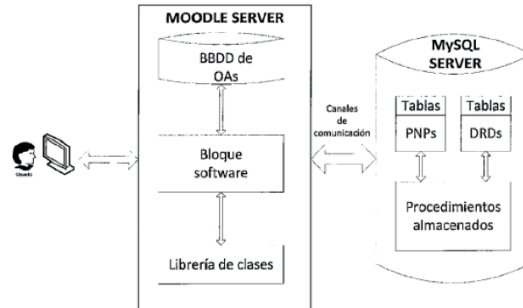 MOODLE SERVER
BBDD de
OAs
Bloque
software
Librería de clases
Canales
de
comunicación
MySQL
SERVER
Tablas
PNPs
Tablas
DRDs
Procedimientos
almacenados